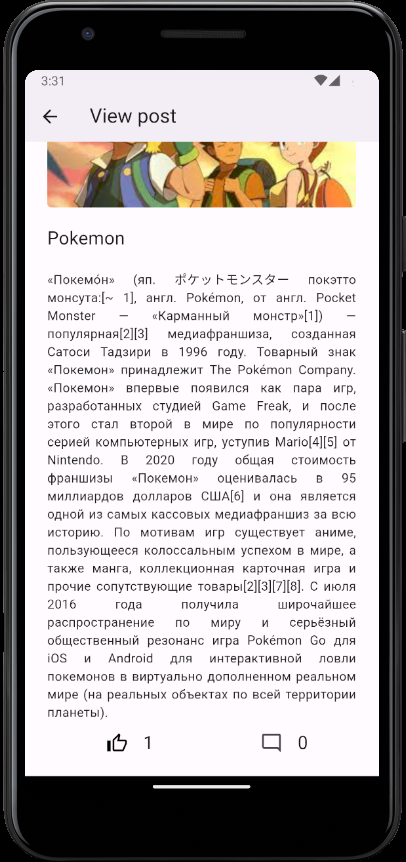 3:31
View post
Pokemon
«Покемо́н» (яп. ポケットモンスター покэтто
монсута:[~ 1], англ. Pokémon, от англ. Pocket
Monster — «Карманный монстр»[1]) —
популярная[2][3] медиафраншиза, созданная
Сатоси Тадзири в 1996 году. Товарный знак
«Покемон» принадлежит The Pokémon Company.
«Покемон» впервые появился как пара игр,
разработанных студией Game Freak, и после
этого стал второй в мире по популярности
серией компьютерных игр, уступив Mario[4][5] от
Nintendo. В 2020 году общая стоимость
франшизы «Покемон» оценивалась в 95
миллиардов долларов США[6] и она является
одной из самых кассовых медиафраншиз за всю
историю. По мотивам игр существует аниме,
пользующееся колоссальным успехом в мире, а
также манга, коллекционная карточная игра и
прочие сопутствующие товары[2][3][7][8]. С июля
2016 года получила широчайшее
распространение по миру и серьёзный
общественный резонанс игра Pokémon Go для
iOS и Android для интерактивной ловли
покемонов в виртуально дополненном реальном
мире (на реальных объектах по всей территории
планеты).
1 0